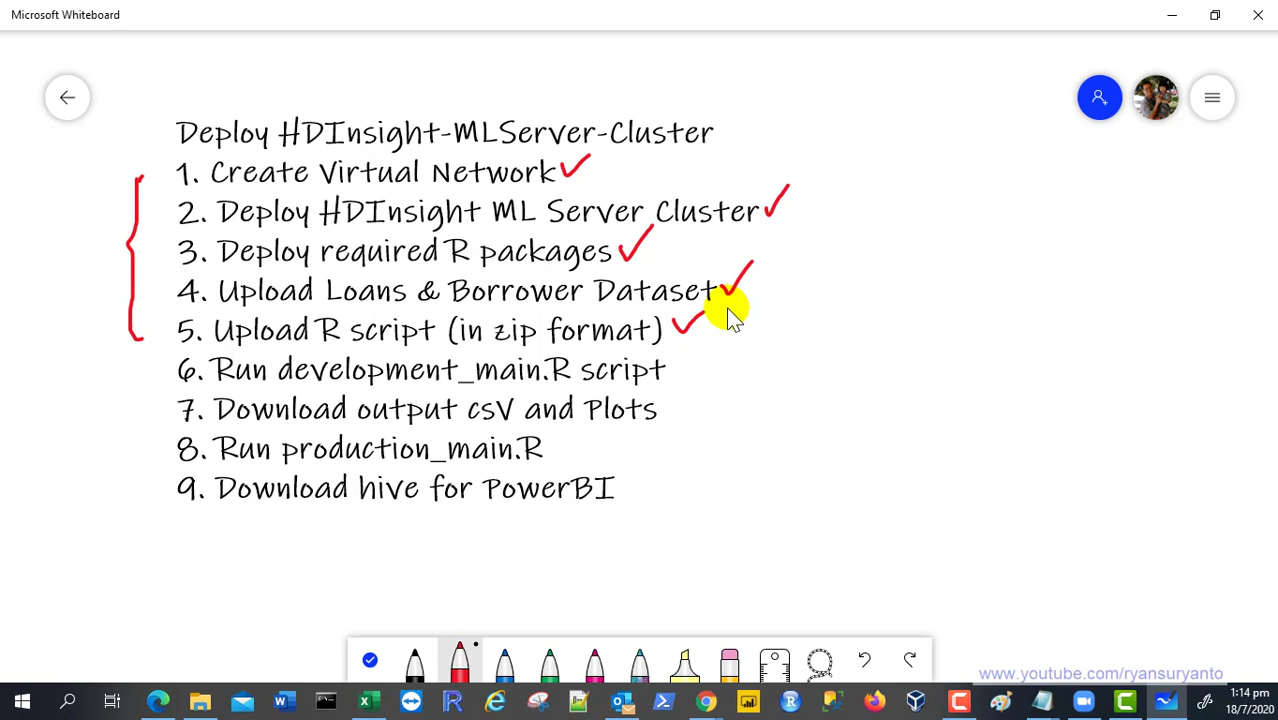 Microsoft Whiteboard
Deploy HDInsight-MLServer-Cluster
1. Create Virtual Network
2. Deploy HDInsight ML Server Cluster
3. Deploy required R packages
4. Upload Loans & Borrower Dataset
5. Upload R script (in zip format)
6. Run development_main.R script
7. Download output csV and Plots
8. Run production_main.R
9. Download hive for PowerBI
www.youtube.com/ryansuryanto
1:14 pm
18/7/2020